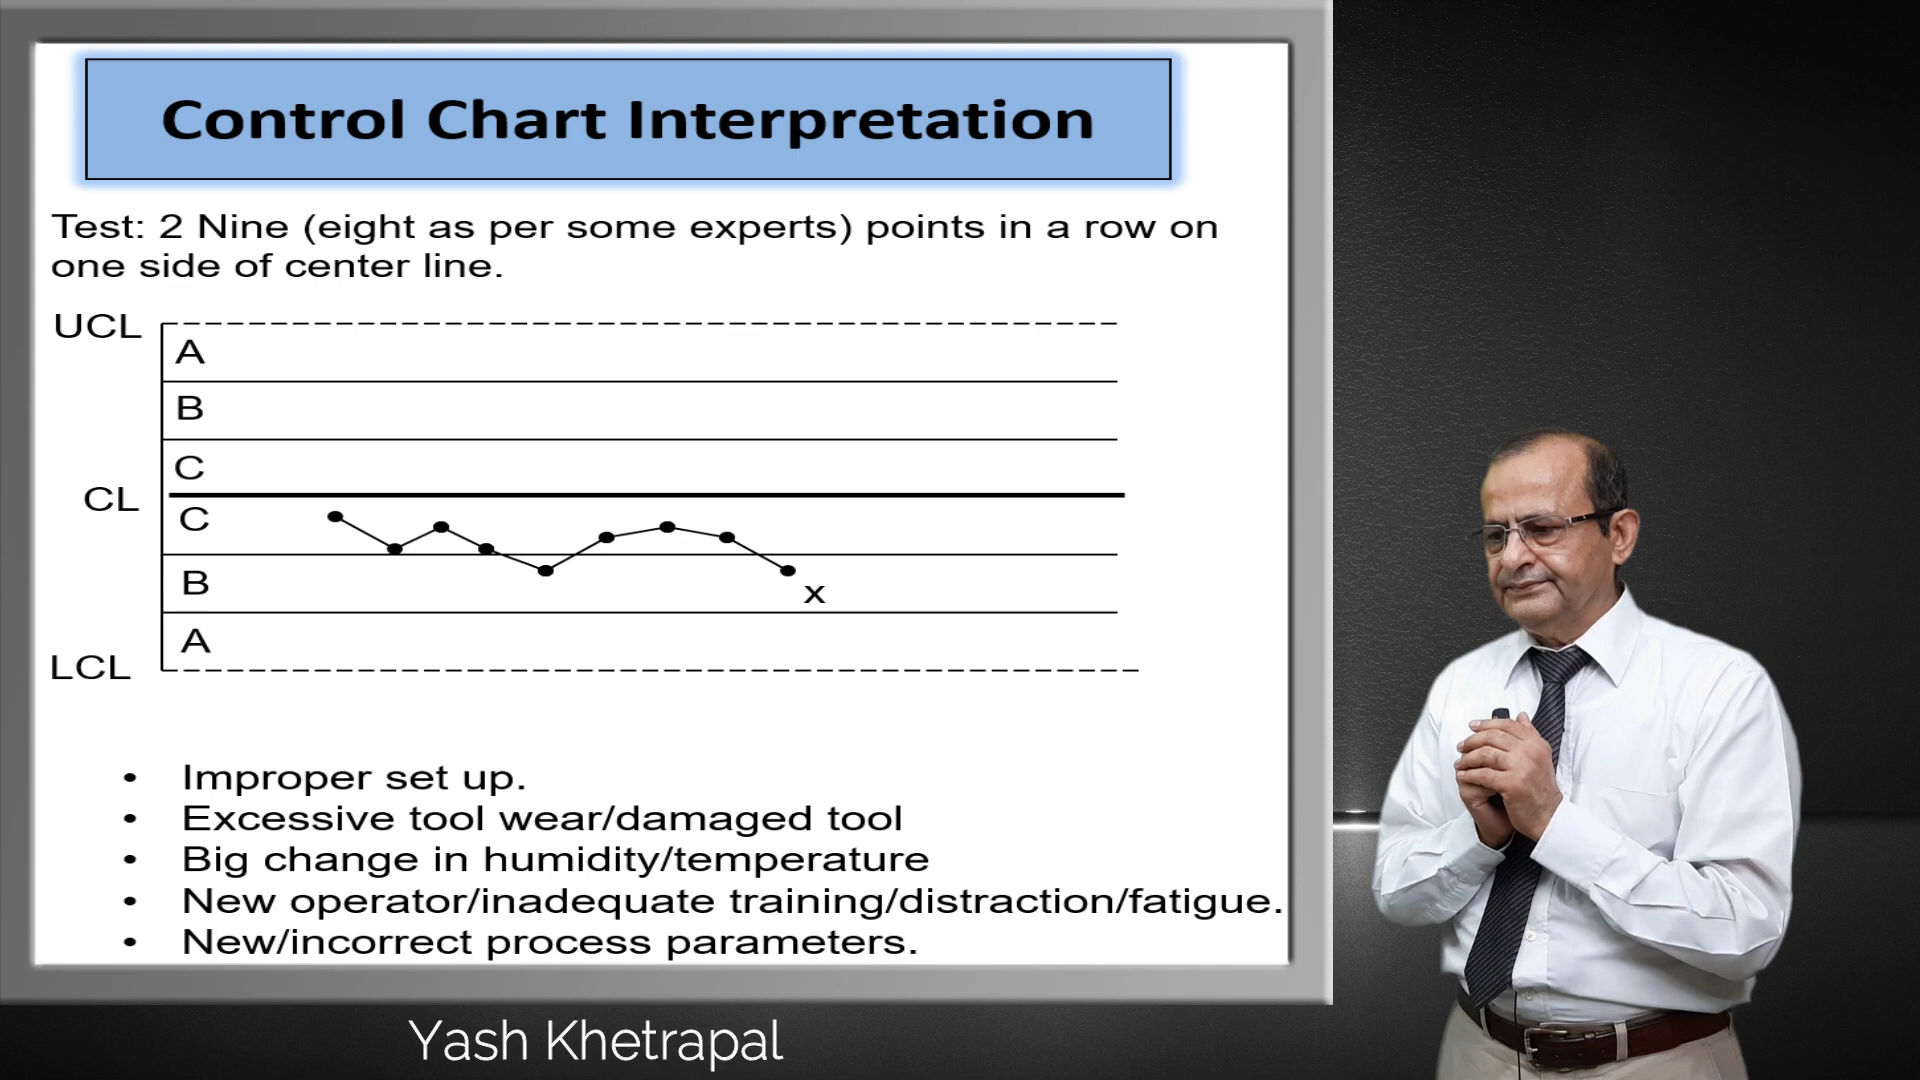 Control Chart Interpretation
Test: 2 Nine (eight as per some experts) points in a row on
one side of center line.
UCL
A
B
C
CL
C
B
x
A
LCL
• Improper set up.
• Excessive tool wear/damaged tool
• Big change in humidity/temperature
• New operator/inadequate training/distraction/fatigue.
• New/incorrect process parameters.
Yash Khetrapal